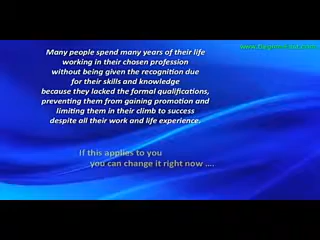 Many people spend many years of their life
working in their chosen profession
without being given the recognition due
for their skills and knowledge
because they lacked the formal qualifications,
preventing them from gaining promotion and
limiting them in their climb to success
despite all their work and life experience.
If this applies to you
you can change it right now ....